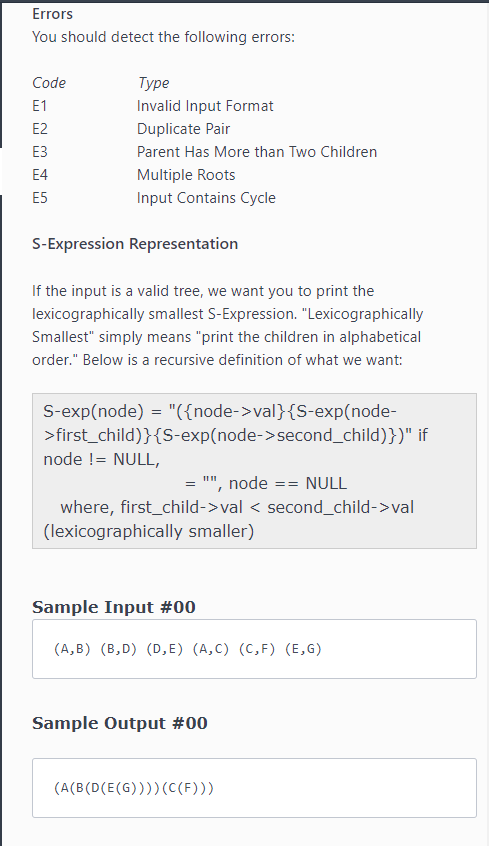 Errors
You should detect the following errors:
Code Type
E1 Invalid Input Format
E2 Duplicate Pair
E3 Parent Has More than Two Children
E4 Multiple Roots
E5 Input Contains Cycle
S-Expression Representation
If the input is a valid tree, we want you to print the
lexicographically smallest S-Expression. "Lexicographically
Smallest" simply means "print the children in alphabetical
order." Below is a recursive definition of what we want:
S-exp(node) = "({node->val}{S-exp(node-
>first_child)}{S-exp(node->second_child)})" if
node != NULL,
= "", node == NULL
where, first_child->val < second_child->val
(lexicographically smaller)
Sample Input #00
(A,B) (B,D) (D,E) (A,C) (C,F) (E,G)
Sample Output #00
(A(B(D(E(G))))(C(F)))